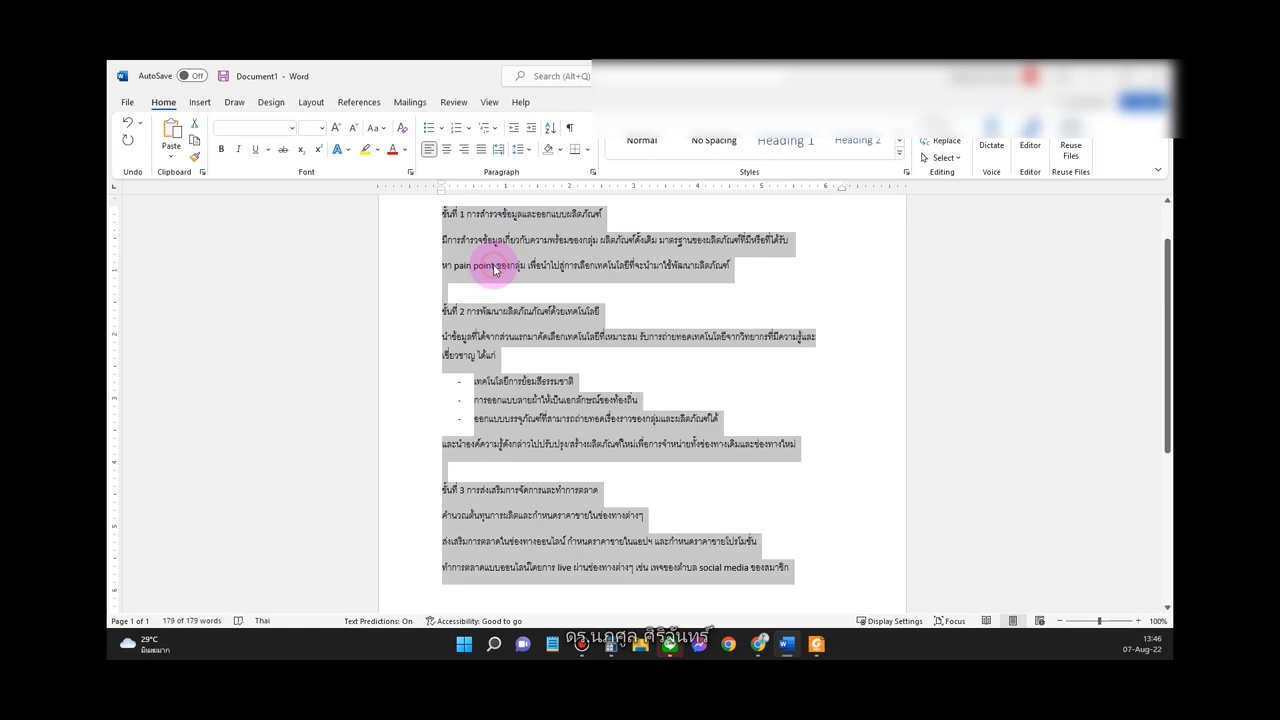 AutoSave Off Document1 - Word Search (Alt+Q)
File Home Insert Draw Design Layout References Mailings Review View Help
Paste Aa B I U ab x x A A
Normal No Spacing Heading 1 Heading 2 Replace Select Dictate Editor Reuse Files
Undo Clipboard Font Paragraph Styles Editing Voice Editor Reuse Files
1 2 3 4 5 6
ขั้นที่ 1 การสำรวจข้อมูลและออกแบบผลิตภัณฑ์
มีการสำรวจข้อมูลเกี่ยวกับความพร้อมของกลุ่ม ผลิตภัณฑ์ดั้งเดิม มาตรฐานของผลิตภัณฑ์ที่มีหรือที่ได้รับ
หา pain point ของกลุ่ม เพื่อนำไปสู่การเลือกเทคโนโลยีที่จะนำมาใช้พัฒนาผลิตภัณฑ์
ขั้นที่ 2 การพัฒนาผลิตภัณภัณฑ์ด้วยเทคโนโลยี
นำข้อมูลที่ได้จากส่วนแรกมาคัดเลือกเทคโนโลยีที่เหมาะสม รับการถ่ายทอดเทคโนโลยีจากวิทยากรที่มีความรู้และ
เชี่ยวชาญ ได้แก่
- เทคโนโลยีการย้อมสีธรรมชาติ
- การออกแบบลายผ้าให้เป็นเอกลักษณ์ของท้องถิ่น
- ออกแบบบรรจุภัณฑ์ที่สามารถถ่ายทอดเรื่องราวของกลุ่มและผลิตภัณฑ์ได้
และนำองค์ความรู้ดังกล่าวไปปรับปรุง/สร้างผลิตภัณฑ์ใหม่เพื่อการจำหน่ายทั้งช่องทางเดิมและช่องทางใหม่
ขั้นที่ 3 การส่งเสริมการจัดการและทำการตลาด
คำนวณต้นทุนการผลิตและกำหนดราคาขายในช่องทางต่างๆ
ส่งเสริมการตลาดในช่องทางออนไลน์ กำหนดราคาขายในแอปฯ และกำหนดราคาขายโปรโมชั่น
ทำการตลาดแบบออนไลน์โดยการ live ผ่านช่องทางต่างๆ เช่น เพจของตำบล social media ของสมาชิก
Page 1 of 1 179 of 179 words Thai Text Predictions: On Accessibility: Good to go Display Settings Focus 100%
29°C
มีเมฆมาก
ดร.นภศูล ศิริจันทร์
13:46
07-Aug-22